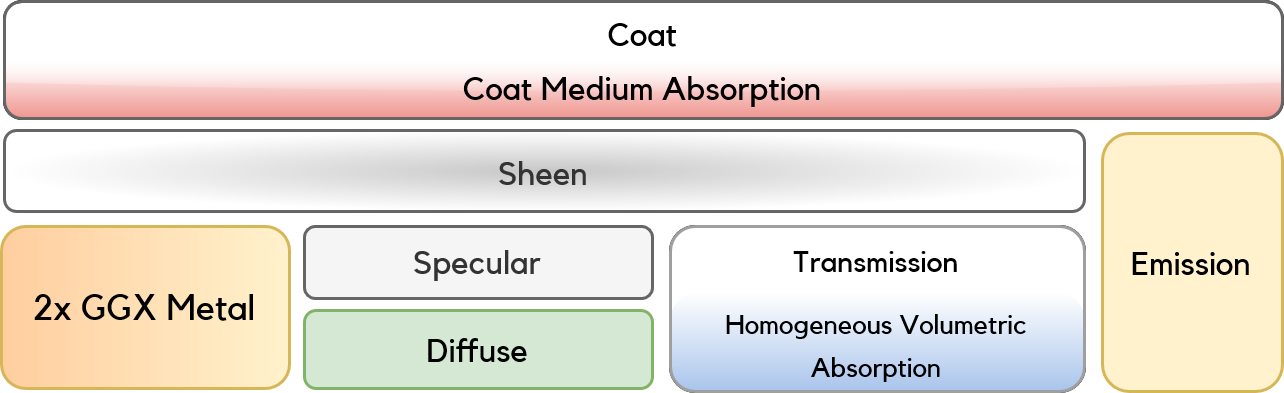 Coat
Coat Medium Absorption
Sheen
Emission
2x GGX Metal
Specular
Diffuse
Transmission
Homogeneous Volumetric
Absorption